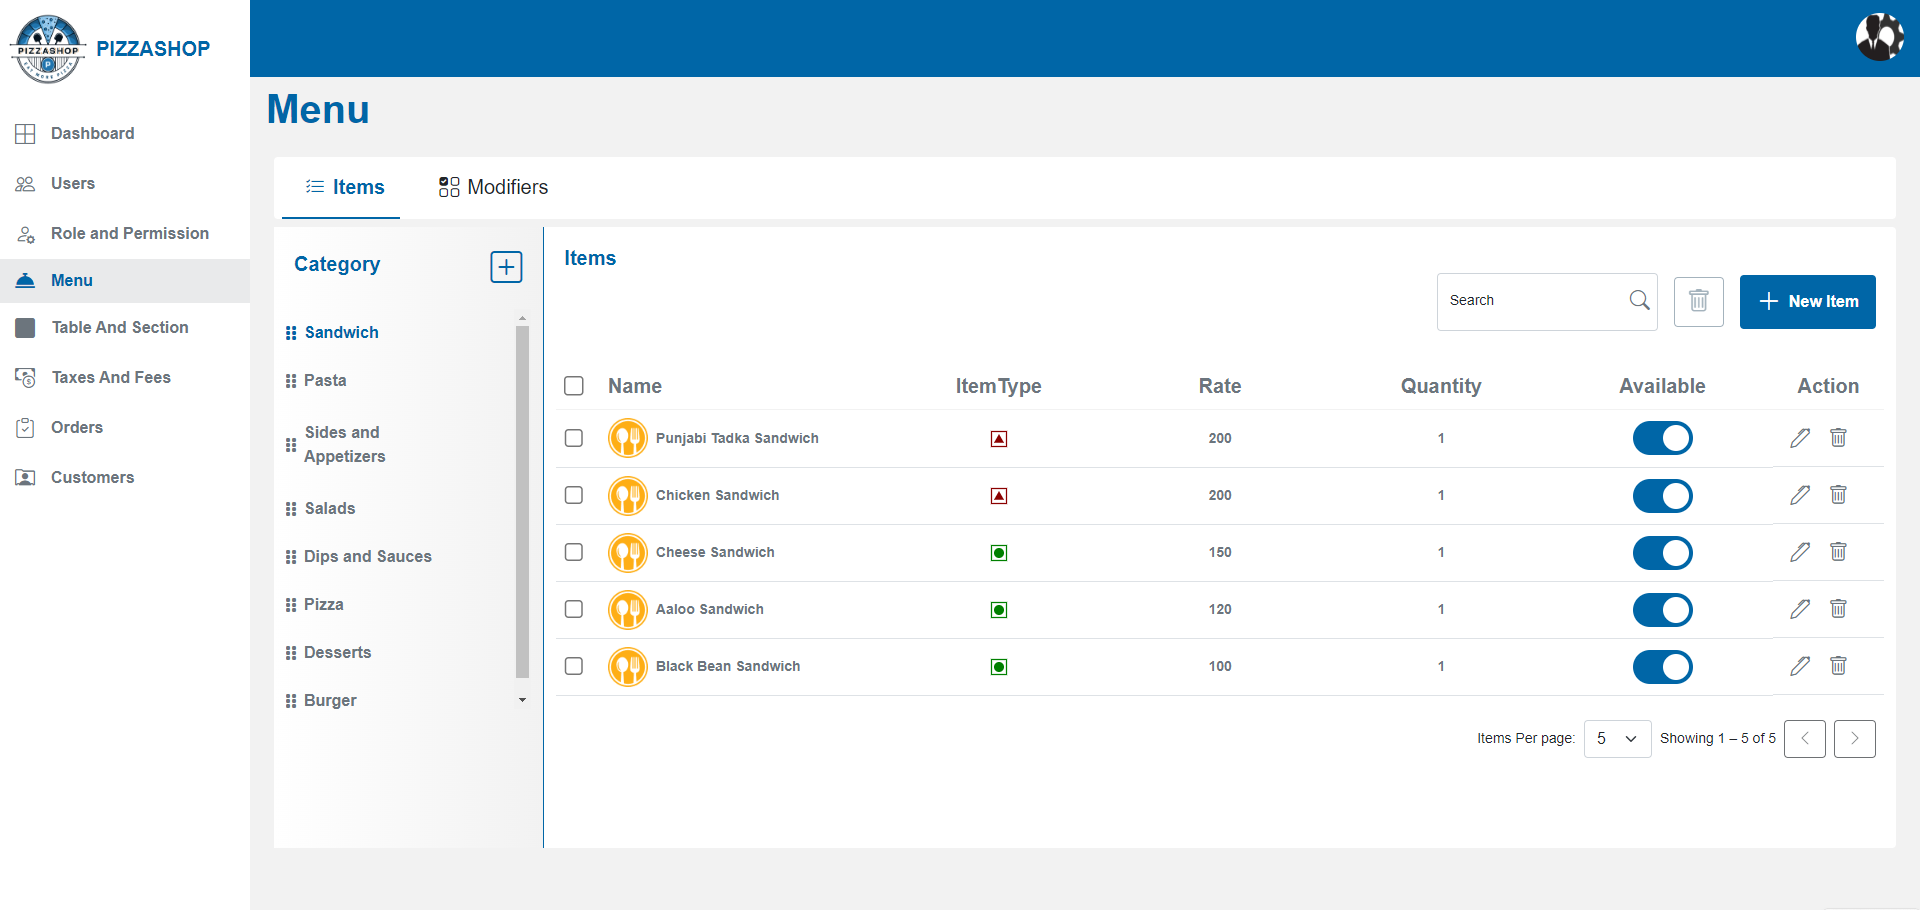 PIZZASHOP
EAT MORE PIZZA
PIZZASHOP
Dashboard
Users
Role and Permission
Menu
Table And Section
Taxes And Fees
Orders
Customers
Menu
Items
Modifiers
Category
Sandwich
Pasta
Sides and
Appetizers
Salads
Dips and Sauces
Pizza
Desserts
Burger
Items
Search
New Item
Name ItemType Rate Quantity Available Action
Punjabi Tadka Sandwich 200 1
Chicken Sandwich 200 1
Cheese Sandwich 150 1
Aaloo Sandwich 120 1
Black Bean Sandwich 100 1
Items Per page: 5 Showing 1 – 5 of 5